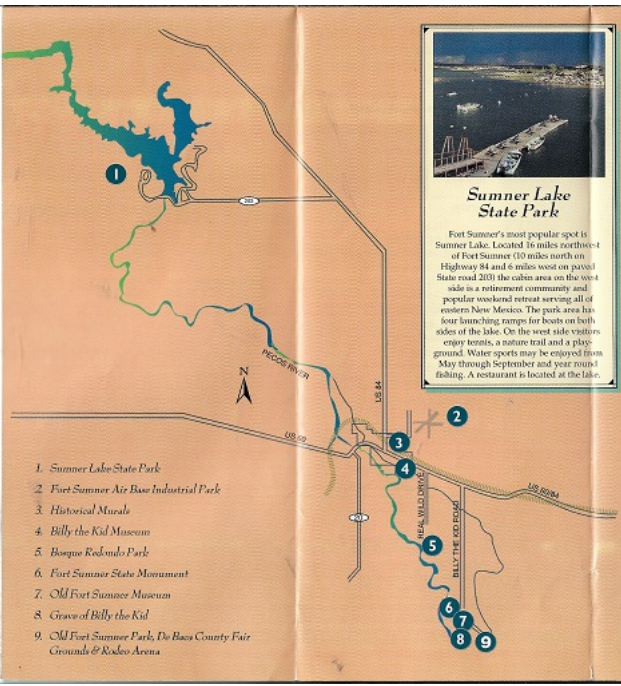 Sumner Lake
State Park
Fort Sumner's most popular spot is
Sumner Lake. Located 16 miles northwest
of Fort Sumner (10 miles north on
Highway 84 and 6 miles west on paved
State road 203) the cabin area on the west
side is a retirement community and
popular weekend retreat serving all of
eastern New Mexico. The park area has
four launching ramps for boats on both
sides of the lake. On the west side visitors
enjoy tennis, a nature trail and a play-
ground. Water sports may be enjoyed from
May through September and year round
fishing. A restaurant is located at the lake.
1
203
PECOS RIVER
N
US 84
US 60
2
3
4
US 60/84
REAL WILD DRIVE
BILLY THE KID ROAD
5
6
7
8
9
1. Sumner Lake State Park
2. Fort Sumner Air Base Industrial Park
3. Historical Murals
4. Billy the Kid Museum
5. Bosque Redondo Park
6. Fort Sumner State Monument
7. Old Fort Sumner Museum
8. Grave of Billy the Kid
9. Old Fort Sumner Park, De Baca County Fair
Grounds & Rodeo Arena